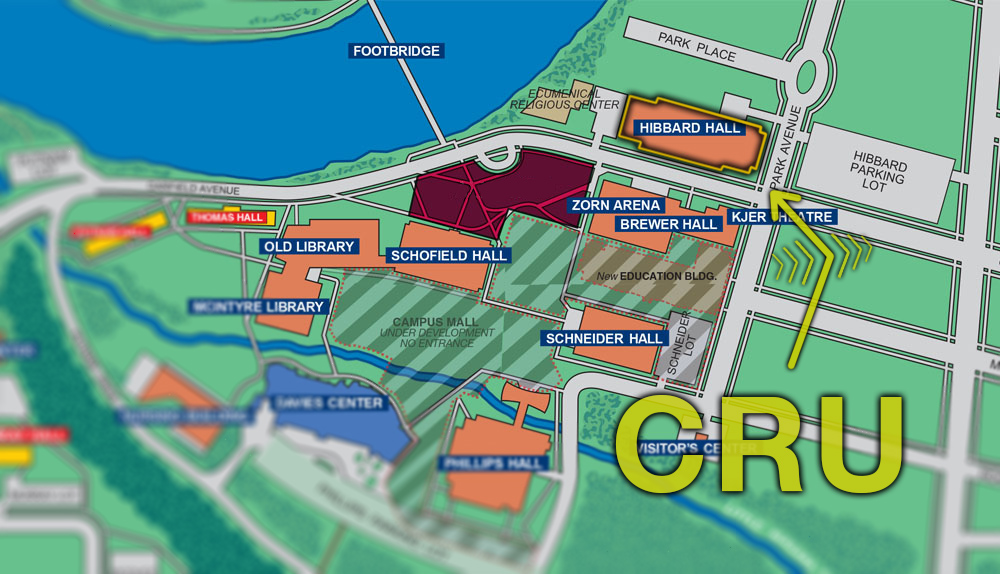 FOOTBRIDGE
PARK PLACE
ECUMENICAL
RELIGIOUS CENTER
HIBBARD HALL
PARK AVENUE
HIBBARD
PARKING
LOT
GARFIELD AVENUE
THOMAS HALL
ZORN ARENA
BREWER HALL
KJER THEATRE
OLD LIBRARY
SCHOFIELD HALL
New EDUCATION BLDG.
MCINTYRE LIBRARY
CAMPUS MALL
UNDER DEVELOPMENT
NO ENTRANCE
SCHNEIDER HALL
SCHNEIDER
LOT
DAVIES CENTER
CRU
VISITOR'S CENTER
PHILLIPS HALL